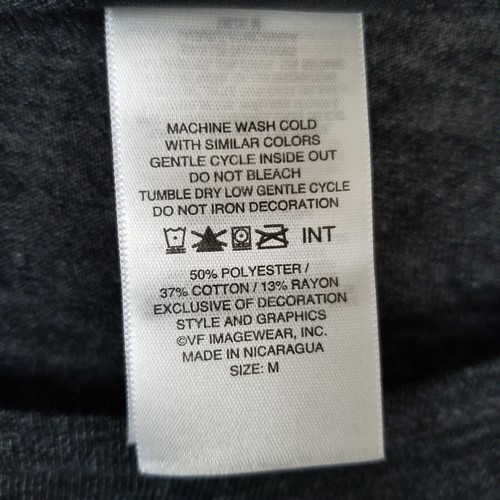 MACHINE WASH COLD
WITH SIMILAR COLORS
GENTLE CYCLE INSIDE OUT
DO NOT BLEACH
TUMBLE DRY LOW GENTLE CYCLE
DO NOT IRON DECORATION
INT
50% POLYESTER /
37% COTTON / 13% RAYON
EXCLUSIVE OF DECORATION
STYLE AND GRAPHICS
©VF IMAGEWEAR, INC.
MADE IN NICARAGUA
SIZE: M